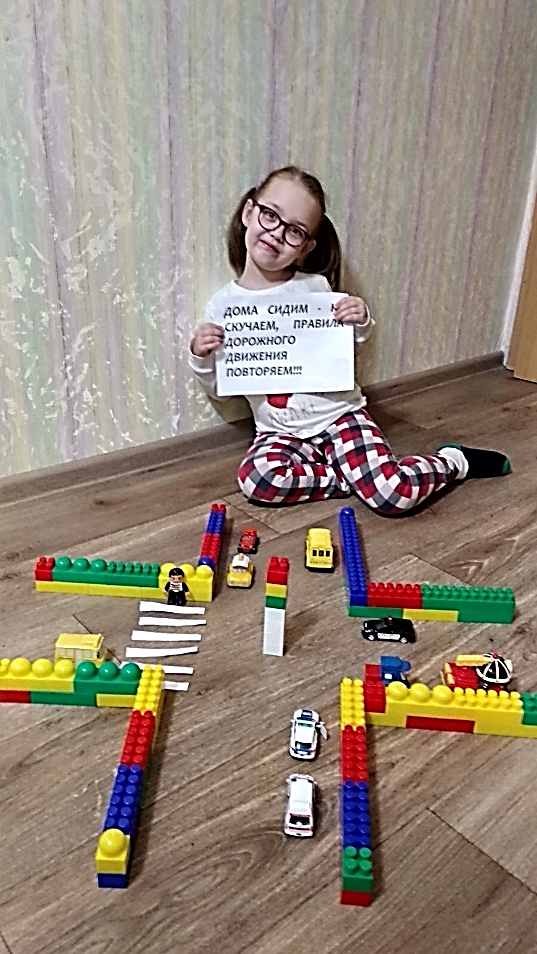 ДОМА СИДИМ - Н
СКУЧАЕМ, ПРАВИЛА
ДОРОЖНОГО
ДВИЖЕНИЯ
ПОВТОРЯЕМ!!!